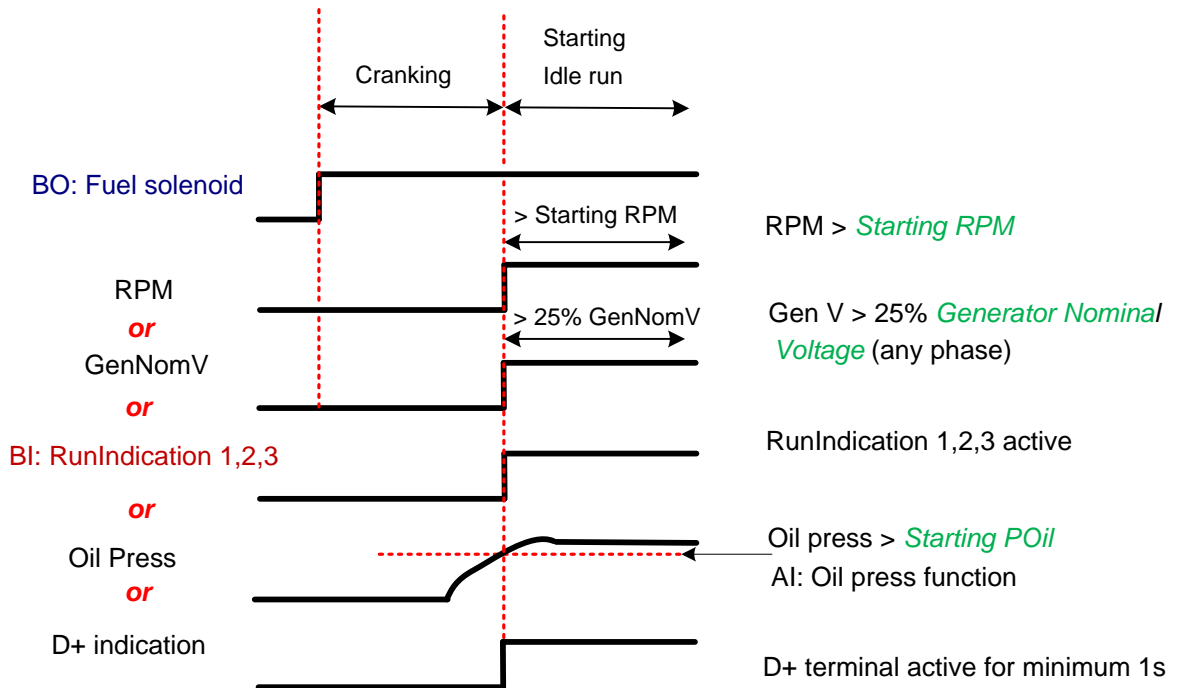 Starting
Cranking
Idle run
BO: Fuel solenoid
> Starting RPM
RPM > Starting RPM
RPM
or
> 25% GenNomV
Gen V > 25% Generator Nominal
Voltage (any phase)
GenNomV
or
BI: RunIndication 1,2,3
RunIndication 1,2,3 active
or
Oil Press
Oil press > Starting POil
AI: Oil press function
or
D+ indication
D+ terminal active for minimum 1s